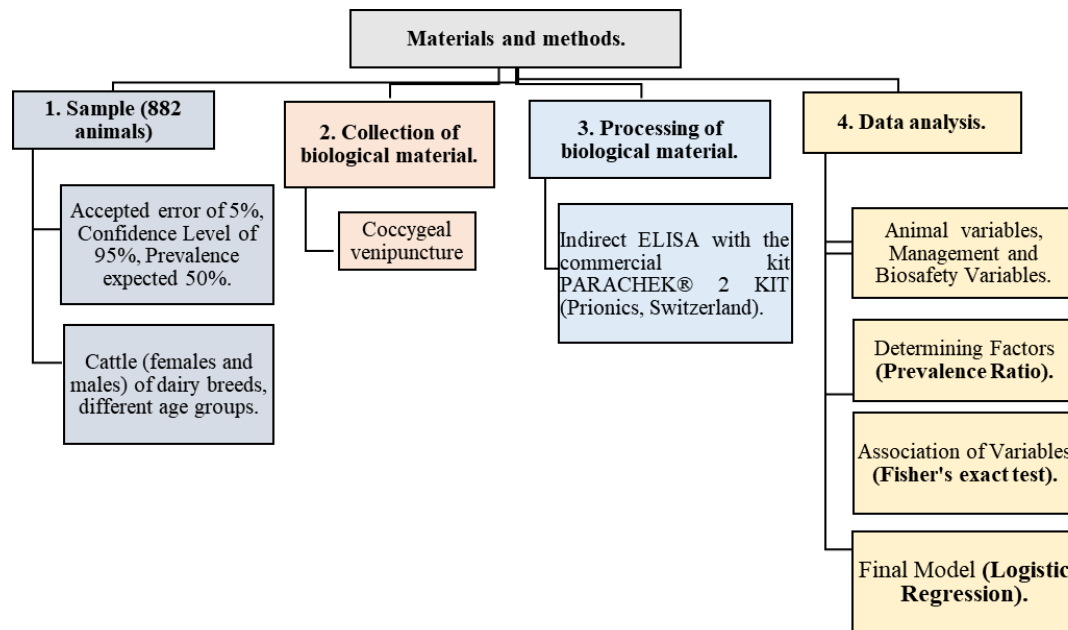 Materials and methods.
1. Sample (882
animals)
Accepted error of 5%,
Confidence Level of
95%, Prevalence
expected 50%.
Cattle (females and
males) of dairy breeds,
different age groups.
2. Collection of
biological material.
Coccygeal
venipuncture
3. Processing of
biological material.
Indirect ELISA with the
commercial kit
PARACHEK® 2 KIT
(Prionics, Switzerland).
4. Data analysis.
Animal variables,
Management and
Biosafety Variables.
Determining Factors
(Prevalence Ratio).
Association of Variables
(Fisher's exact test).
Final Model (Logistic
Regression).